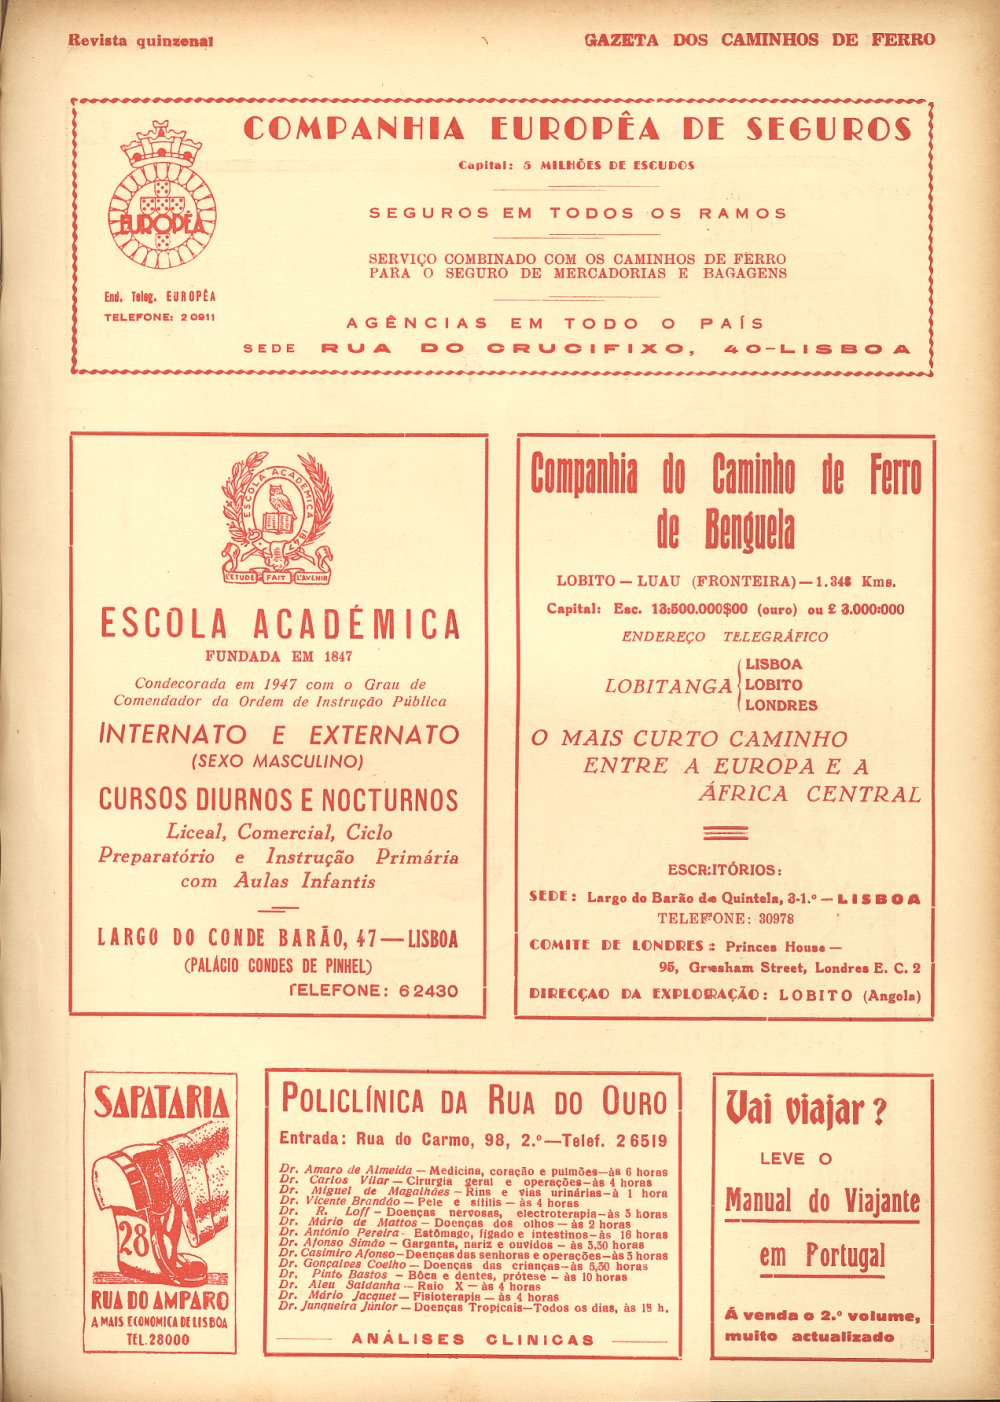 Revista quinzenal
GAZETA DOS CAMINHOS DE FERRO
COMPANHIA EUROPÊA DE SEGUROS
Capital: 5 MILHÕES DE ESCUDOS
EUROPÊA
SEGUROS EM TODOS OS RAMOS
SERVIÇO COMBINADO COM OS CAMINHOS DE FERRO
PARA O SEGURO DE MERCADORIAS E BAGAGENS
End. Teleg. EUROPÊA
TELEFONE: 20911
AGÊNCIAS EM TODO O PAÍS
SEDE RUA DO CRUCIFIXO, 40-LISBOA
ESCOLA ACADÉMICA
1847
L'ETUDE FAIT L'AVENIR
ESCOLA ACADÉMICA
FUNDADA EM 1847
Condecorada em 1947 com o Grau de
Comendador da Ordem de Instrução Pública
INTERNATO E EXTERNATO
(SEXO MASCULINO)
CURSOS DIURNOS E NOCTURNOS
Liceal, Comercial, Ciclo
Preparatório e Instrução Primária
com Aulas Infantis
LARGO DO CONDE BARÃO, 47—LISBOA
(PALÁCIO CONDES DE PINHEL)
TELEFONE: 62430
Companhia do Caminho de Ferro
de Benguela
LOBITO — LUAU (FRONTEIRA) — 1.348 Kms.
Capital: Esc. 13:500.000$00 (ouro) ou £ 3.000:000
ENDEREÇO TELEGRÁFICO
LISBOA
LOBITANGA LOBITO
LONDRES
O MAIS CURTO CAMINHO
ENTRE A EUROPA E A
ÁFRICA CENTRAL
ESCRITÓRIOS:
SEDE: Largo do Barão de Quintela, 3-1.º — LISBOA
TELEFONE: 30978
COMITE DE LONDRES: Princes House —
95, Gresham Street, Londres E. C. 2
DIRECÇAO DA EXPLORAÇÃO: LOBITO (Angola)
SAPATARIA
28
RUA DO AMPARO
A MAIS ECONOMICA DE LISBOA
TEL. 28000
POLICLÍNICA DA RUA DO OURO
Entrada: Rua do Carmo, 98, 2.º—Telef. 26519
Dr. Amaro de Almeida — Medicina, coração e pulmões—às 6 horas
Dr. Carlos Vilar — Cirurgia geral e operações—às 4 horas
Dr. Miguel de Magalhães — Rins e vias urinárias—à 1 hora
Dr. Vicente Brandão — Pele e sífilis — às 4 horas
Dr. R. Loff — Doenças nervosas, electroterapia—às 3 horas
Dr. Mário de Mattos — Doenças dos olhos — às 2 horas
Dr. António Pereira - Estômago, fígado e intestinos—às 16 horas
Dr. Afonso Simão — Garganta, nariz e ouvidos — às 3,30 horas
Dr. Casimiro Afonso—Doenças das senhoras e operações—às 3 horas
Dr. Gonçalves Coelho — Doenças das crianças—às 5,30 horas
Dr. Pinto Bastos — Bôca e dentes, prótese — às 10 horas
Dr. Aleu Saldanha — Raio X — às 4 horas
Dr. Mário Jacquet — Fisioterapia — às 4 horas
Dr. Junqueira Júnior — Doenças Tropicais—Todos os dias, às 18 h.
ANÁLISES CLINICAS
Vai viajar?
LEVE O
Manual do Viajante
em Portugal
Á venda o 2.º volume,
muito actualizado